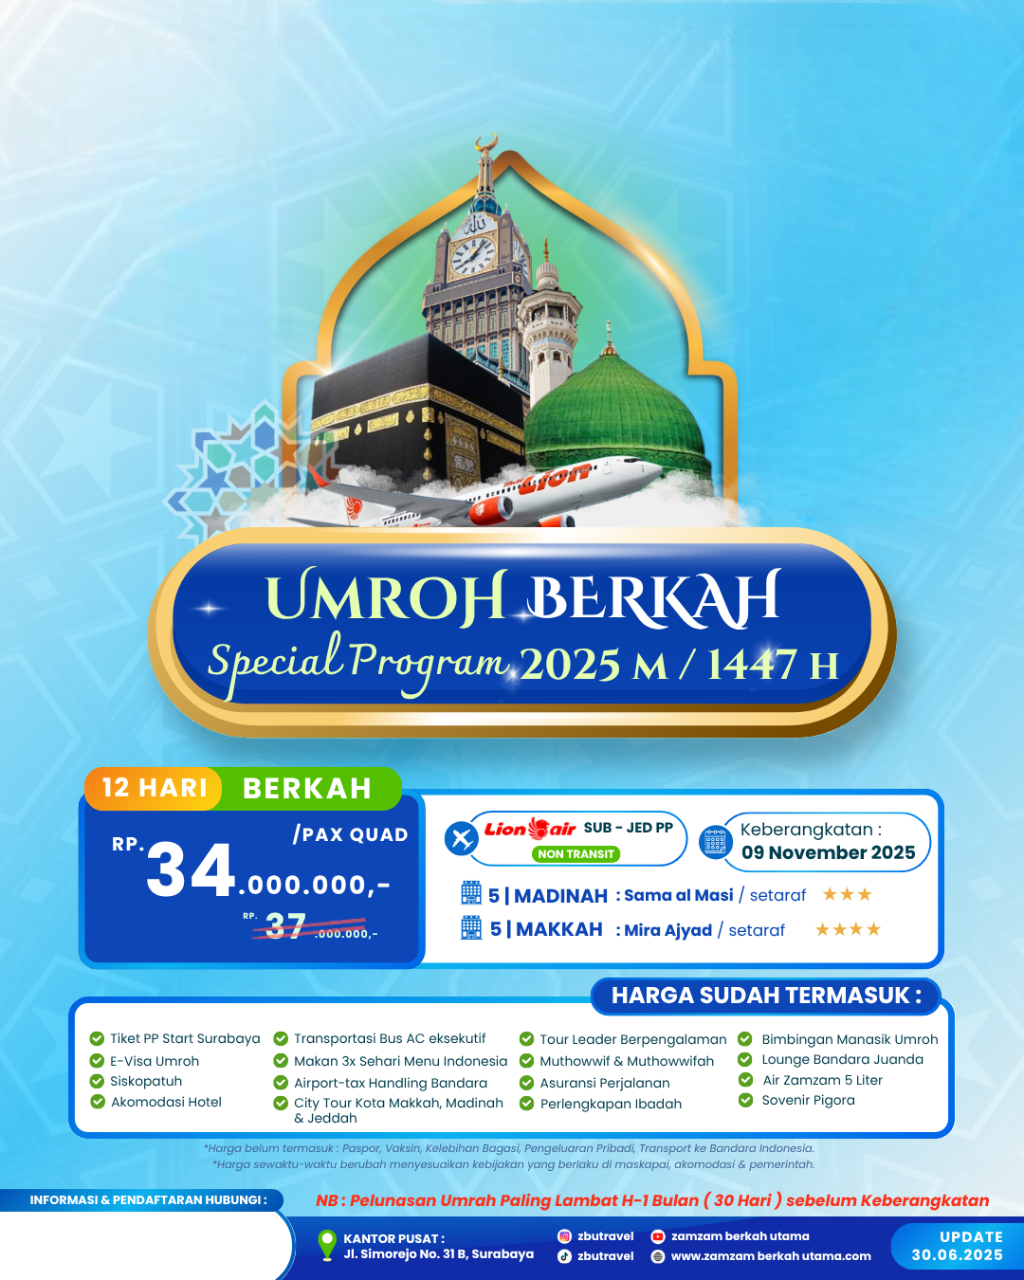 UMROH BERKAH
Special Program 2025 M / 1447 H
12 HARI BERKAH
/PAX QUAD
RP. 34.000.000,-
RP. 37.000.000,-
Lion air SUB - JED PP
NON TRANSIT
Keberangkatan :
09 November 2025
5 | MADINAH : Sama al Masi / setaraf
5 | MAKKAH : Mira Ajyad / setaraf
HARGA SUDAH TERMASUK :
Tiket PP Start Surabaya
E-Visa Umroh
Siskopatuh
Akomodasi Hotel
Transportasi Bus AC eksekutif
Makan 3x Sehari Menu Indonesia
Airport-tax Handling Bandara
City Tour Kota Makkah, Madinah
& Jeddah
Tour Leader Berpengalaman
Muthowwif & Muthowwifah
Asuransi Perjalanan
Perlengkapan Ibadah
Bimbingan Manasik Umroh
Lounge Bandara Juanda
Air Zamzam 5 Liter
Sovenir Pigora
*Harga belum termasuk : Paspor, Vaksin, Kelebihan Bagasi, Pengeluaran Pribadi, Transport ke Bandara Indonesia.
*Harga sewaktu-waktu berubah menyesuaikan kebijakan yang berlaku di maskapai, akomodasi & pemerintah.
INFORMASI & PENDAFTARAN HUBUNGI :
NB : Pelunasan Umrah Paling Lambat H-1 Bulan ( 30 Hari ) sebelum Keberangkatan
KANTOR PUSAT :
Jl. Simorejo No. 31 B, Surabaya
zbutravel
zbutravel
zamzam berkah utama
www.zamzam berkah utama.com
UPDATE
30.06.2025